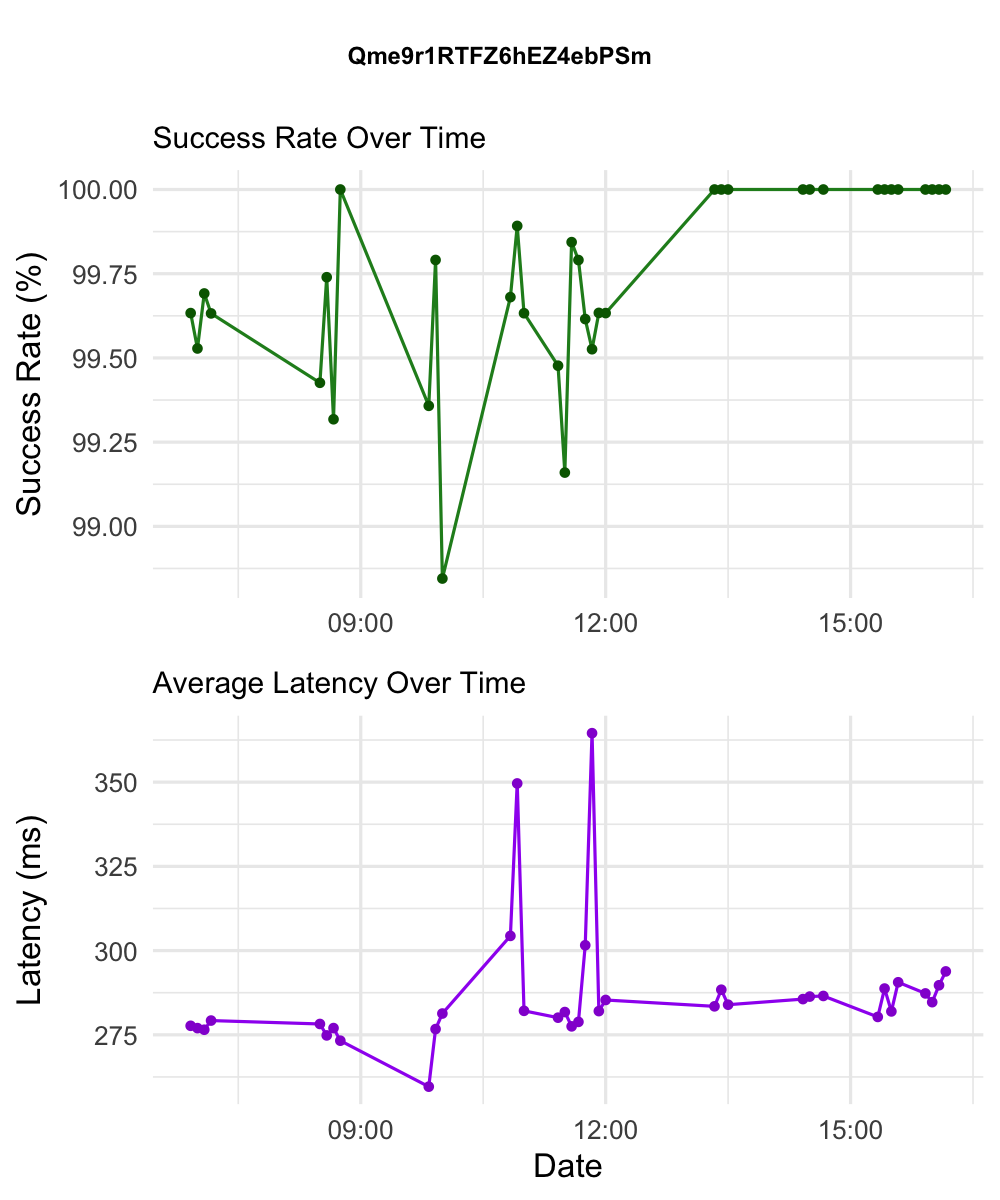 Qme9r1RTFZ6hEZ4ebPSm
Success Rate Over Time
Success Rate (%)
100.00
99.75
99.50
99.25
99.00
09:00 12:00 15:00
Average Latency Over Time
Latency (ms)
350
325
300
275
09:00 12:00 15:00
Date